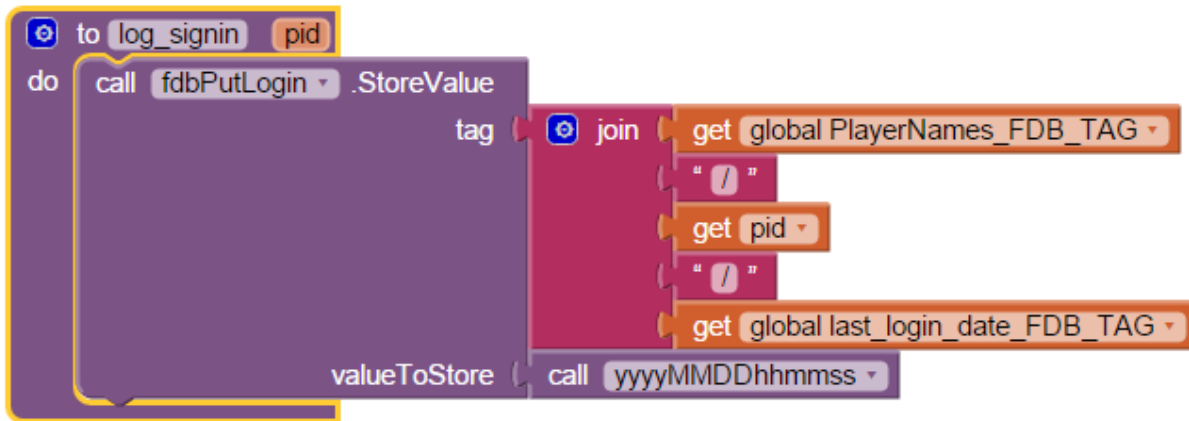 to log_signin pid
do call fdbPutLogin .StoreValue
tag join get global PlayerNames_FDB_TAG
“ / ”
get pid
“ / ”
get global last_login_date_FDB_TAG
valueToStore call yyyyMMDDhhmmss